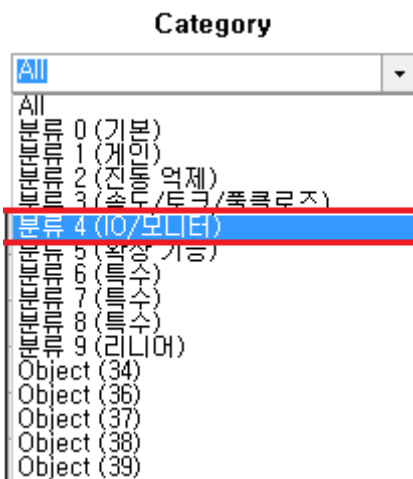 Category
All
All
분류 0 (기본)
분류 1 (게인)
분류 2 (진동 억제)
분류 3 (속도/토크/풀클로즈)
분류 4 (IO/모니터)
분류 5 (확장 기능)
분류 6 (특수)
분류 7 (특수)
분류 8 (특수)
분류 9 (리니어)
Object (34)
Object (36)
Object (37)
Object (38)
Object (39)